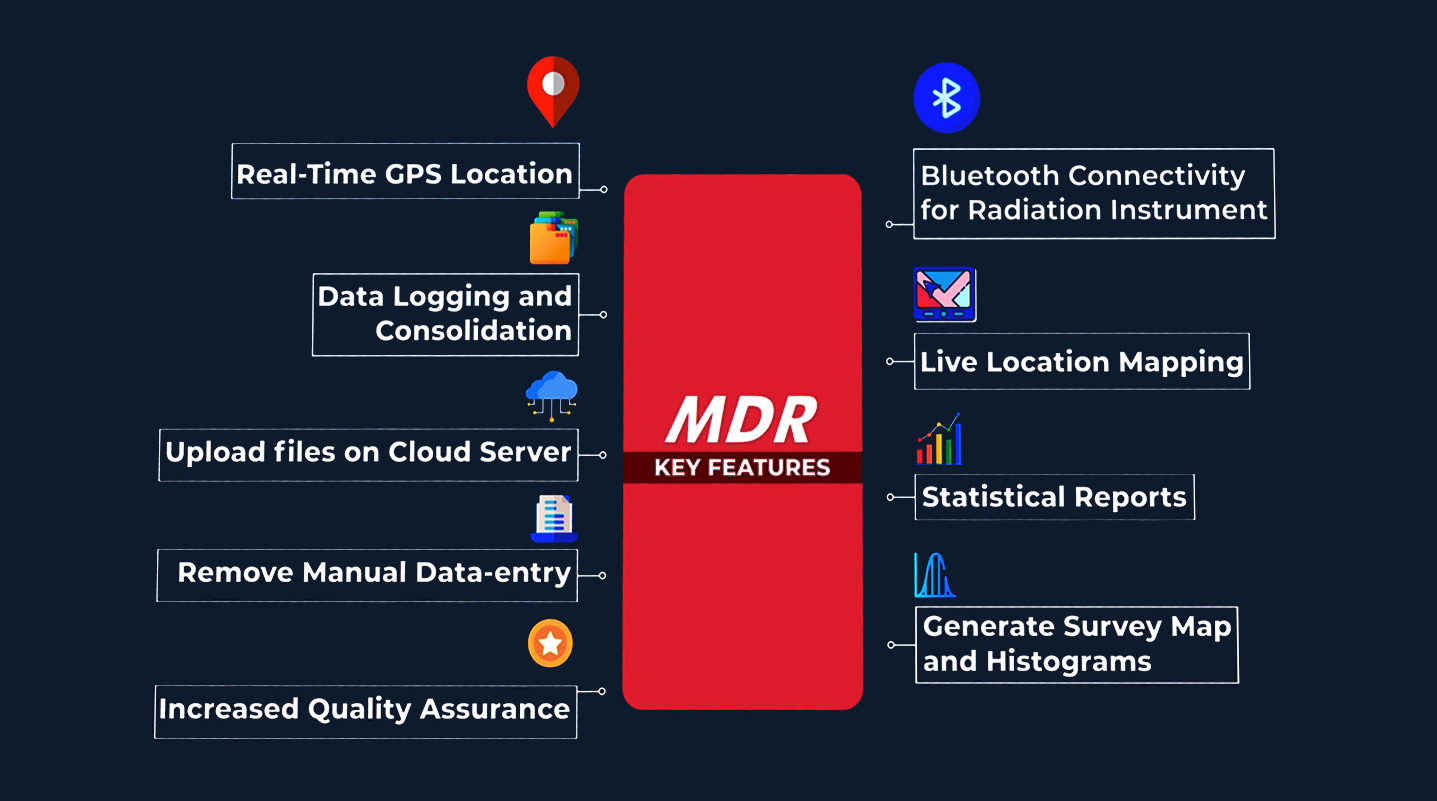 Real-Time GPS Location
Data Logging and
Consolidation
Upload files on Cloud Server
Remove Manual Data-entry
Increased Quality Assurance
MDR
KEY FEATURES
Bluetooth Connectivity
for Radiation Instrument
Live Location Mapping
Statistical Reports
Generate Survey Map
and Histograms